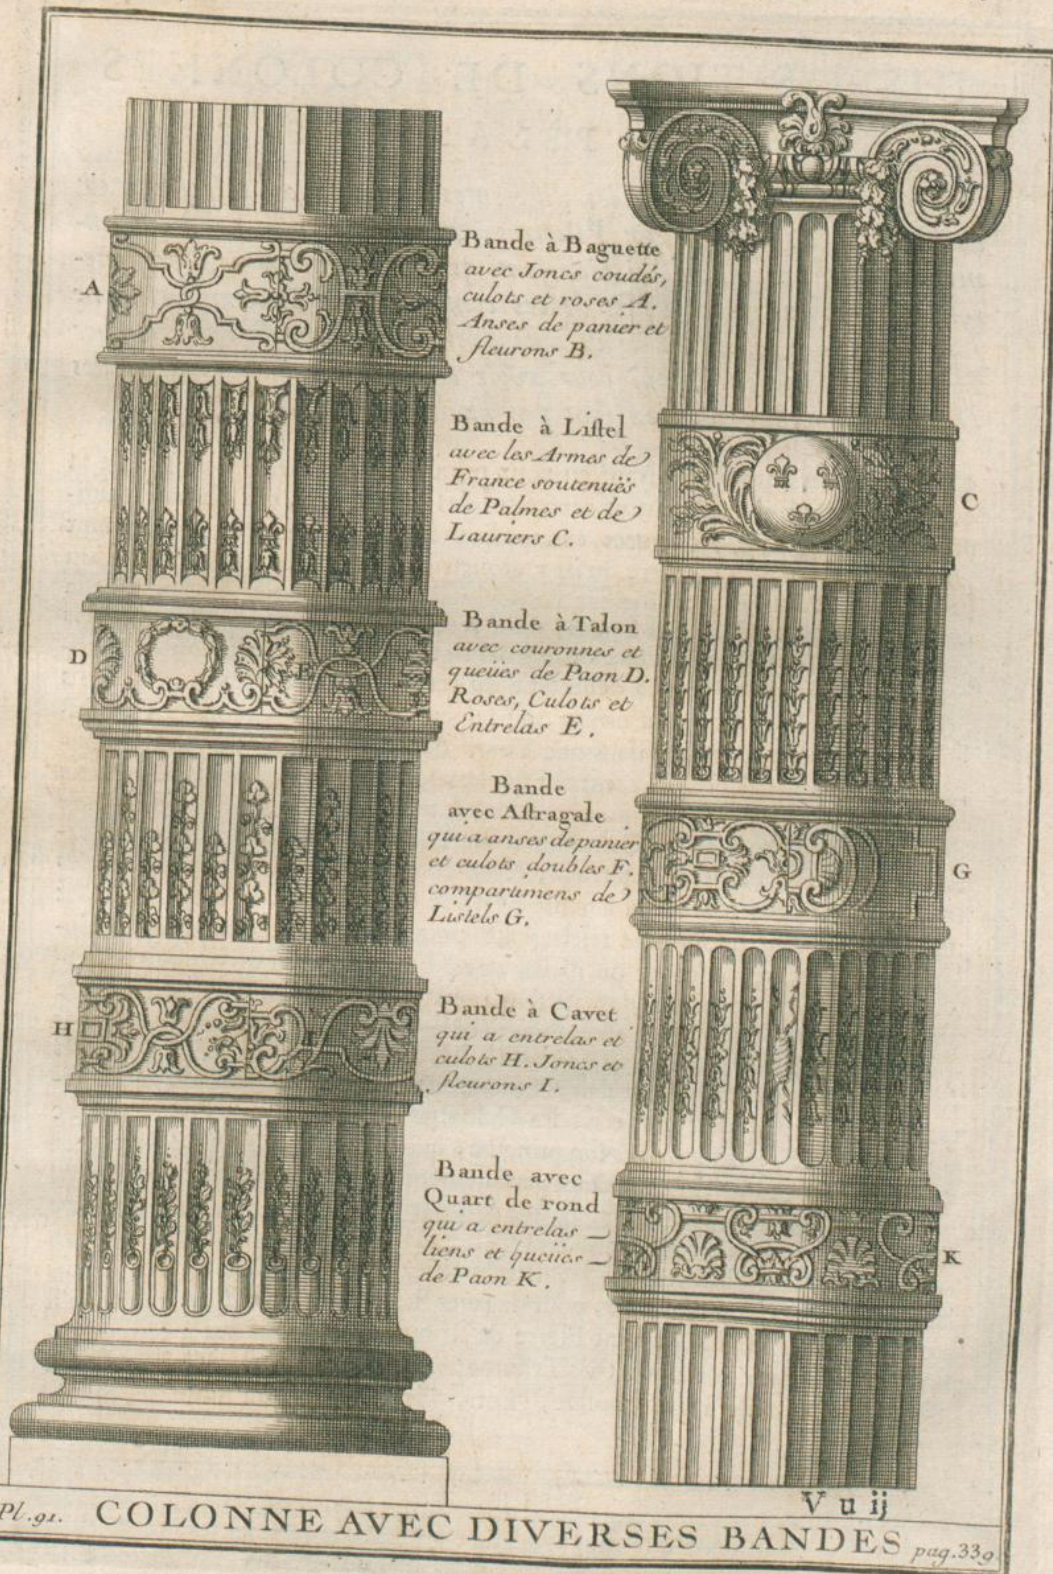 Bande à Baguette
avec Joncs coudés,
culots et roses A.
Anses de panier et
fleurons B.
A
B
Bande à Listel
avec les Armes de
France soutenuës
de Palmes et de
Lauriers C.
C
Bande à Talon
avec couronnes et
queües de Paon D.
Roses, Culots et
Entrelas E.
D
E
Bande
avec Astragale
qui a anses de panier
et culots doubles F.
compartimens de
Listels G.
F
G
Bande à Cavet
qui a entrelas et
culots H. Joncs et
fleurons I.
H
I
Bande avec
Quart de rond
qui a entrelas
liens et queües
de Paon K.
K
V u ij
Pl. 91. COLONNE AVEC DIVERSES BANDES pag. 339.